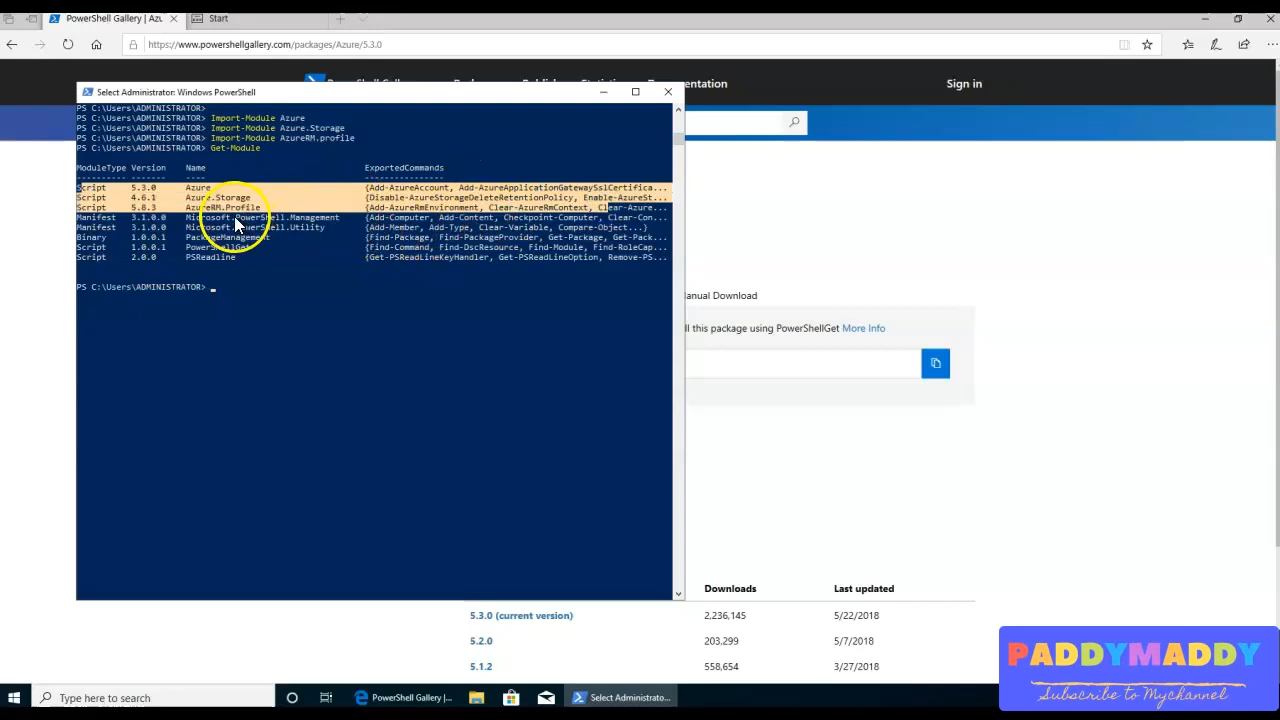 PowerShell Gallery | Azu
Start
https://www.powershellgallery.com/packages/Azure/5.3.0
mentation
Sign in
Select Administrator: Windows PowerShell
PS C:\Users\ADMINISTRATOR>
PS C:\Users\ADMINISTRATOR> Import-Module Azure
PS C:\Users\ADMINISTRATOR> Import-Module Azure.Storage
PS C:\Users\ADMINISTRATOR> Import-Module AzureRM.profile
PS C:\Users\ADMINISTRATOR> Get-Module
ModuleType Version Name ExportedCommands
---------- ------- ---- ----------------
Script 5.3.0 Azure {Add-AzureAccount, Add-AzureApplicationGatewaySslCertifica...
Script 4.6.1 Azure.Storage {Disable-AzureStorageDeleteRetentionPolicy, Enable-AzureSt...
Script 5.8.3 AzureRM.Profile {Add-AzureRmEnvironment, Clear-AzureRmContext, Clear-Azure...
Manifest 3.1.0.0 Microsoft.PowerShell.Management {Add-Computer, Add-Content, Checkpoint-Computer, Clear-Con...
Manifest 3.1.0.0 Microsoft.PowerShell.Utility {Add-Member, Add-Type, Clear-Variable, Compare-Object...}
Binary 1.0.0.1 PackageManagement {Find-Package, Find-PackageProvider, Get-Package, Get-Pack...
Script 1.0.0.1 PowerShellGet {Find-Command, Find-DscResource, Find-Module, Find-RoleCap...
Script 2.0.0 PSReadline {Get-PSReadLineKeyHandler, Get-PSReadLineOption, Remove-PS...
PS C:\Users\ADMINISTRATOR>
anual Download
ll this package using PowerShellGet More Info
Downloads Last updated
5.3.0 (current version) 2,236,145 5/22/2018
5.2.0 203,299 5/7/2018
5.1.2 558,654 3/27/2018
PADDYMADDY
Subscribe to Mychannel
Type here to search
PowerShell Gallery |...
Select Administrato...